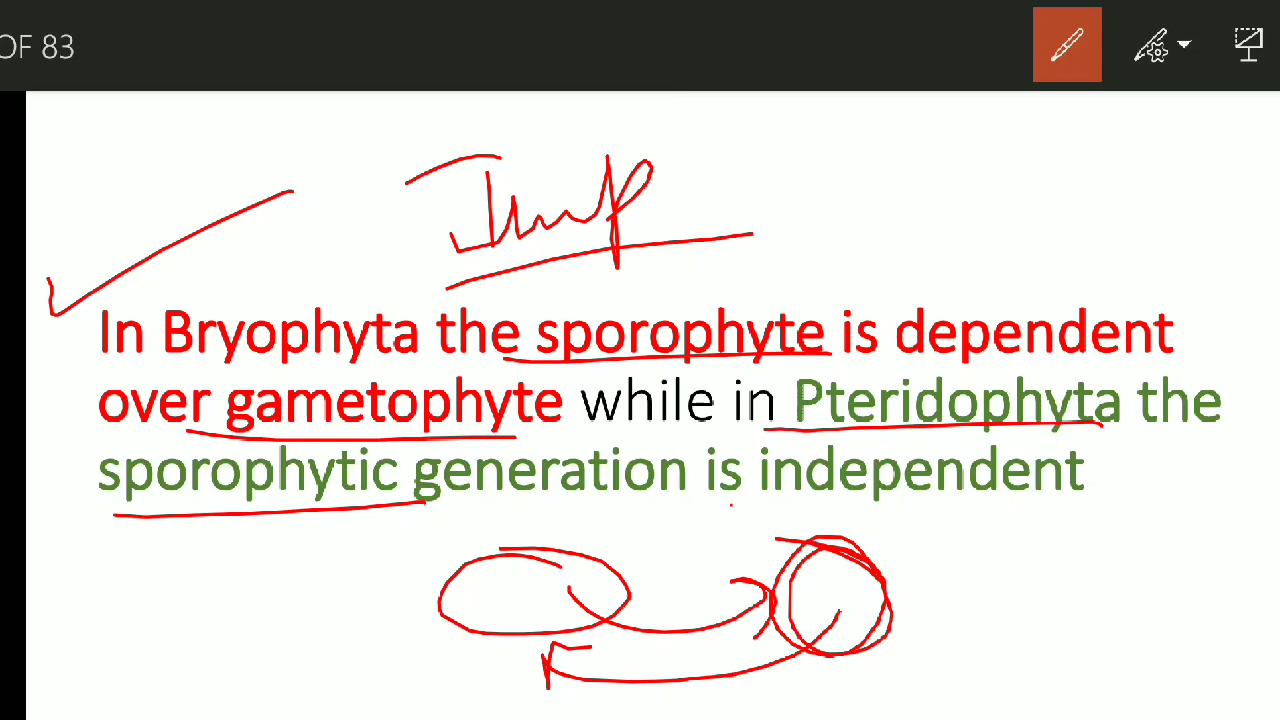 OF 83
Imp
In Bryophyta the sporophyte is dependent
over gametophyte while in Pteridophyta the
sporophytic generation is independent